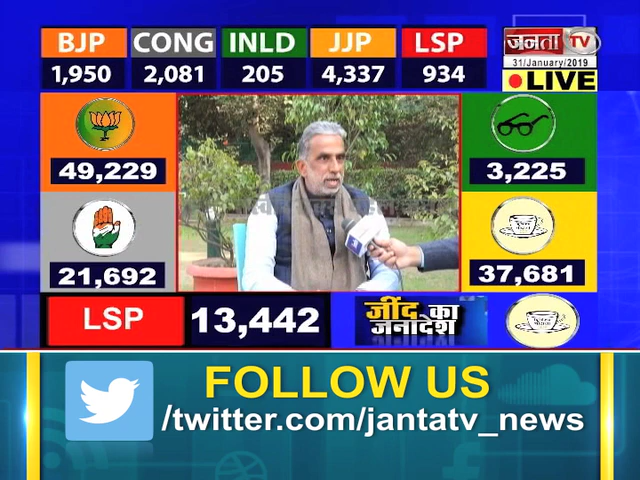 BJP CONG INLD JJP LSP
1,950 2,081 205 4,337 934
जनता TV
31/January/2019
LIVE
49,229
3,225
21,692
37,681
LSP 13,442
जींद का
जनादेश
FOLLOW US
/twitter.com/jantatv_news